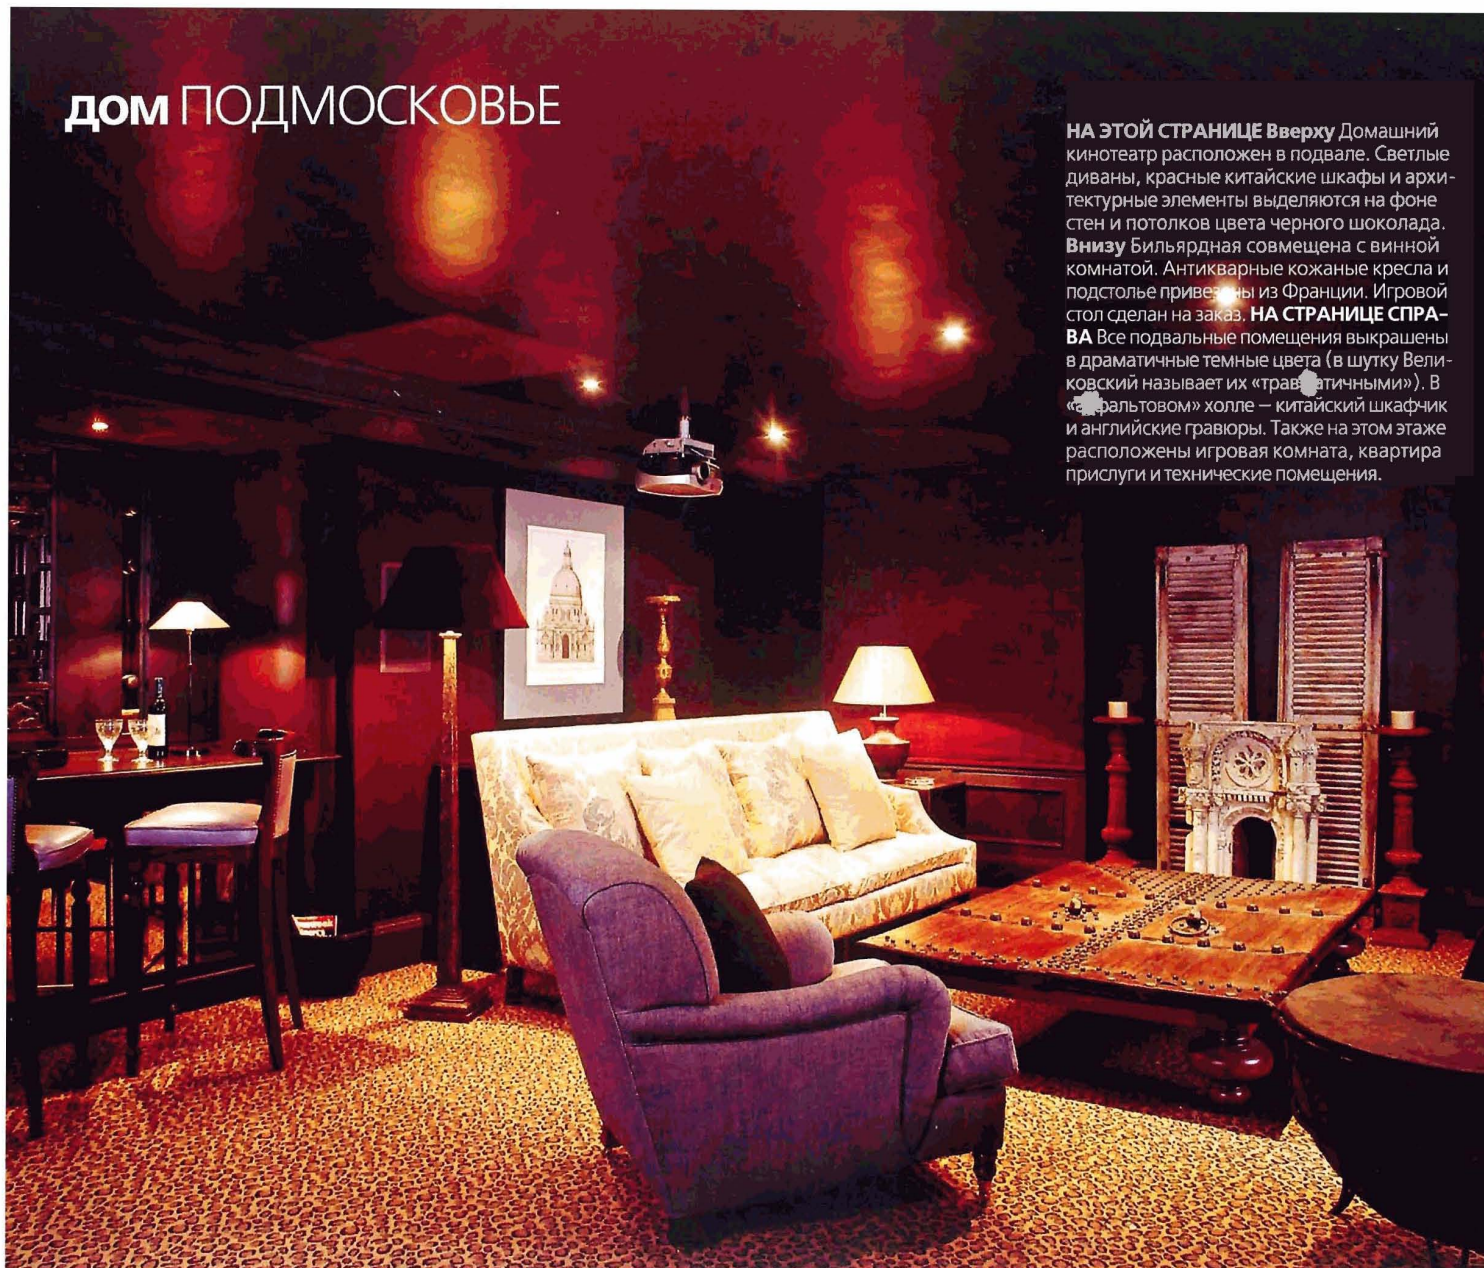 дом ПОДМОСКОВЬЕ
НА ЭТОЙ СТРАНИЦЕ Вверху Домашний
кинотеатр расположен в подвале. Светлые
диваны, красные китайские шкафы и архи-
тектурные элементы выделяются на фоне
стен и потолков цвета черного шоколада.
Внизу Бильярдная совмещена с винной
комнатой. Антикварные кожаные кресла и
подстолье из Франции. Игровой
стол сделан на заказ. НА СТРАНИЦЕ СПРА-
ВА Все подвальные помещения выкрашены
в драматичные темные цвета (в шутку Вели-
ковский называет их В
холле – китайский шкафчик
и английские гравюры. Также на этом этаже
расположены игровая комната, квартира
прислуги и технические помещения.